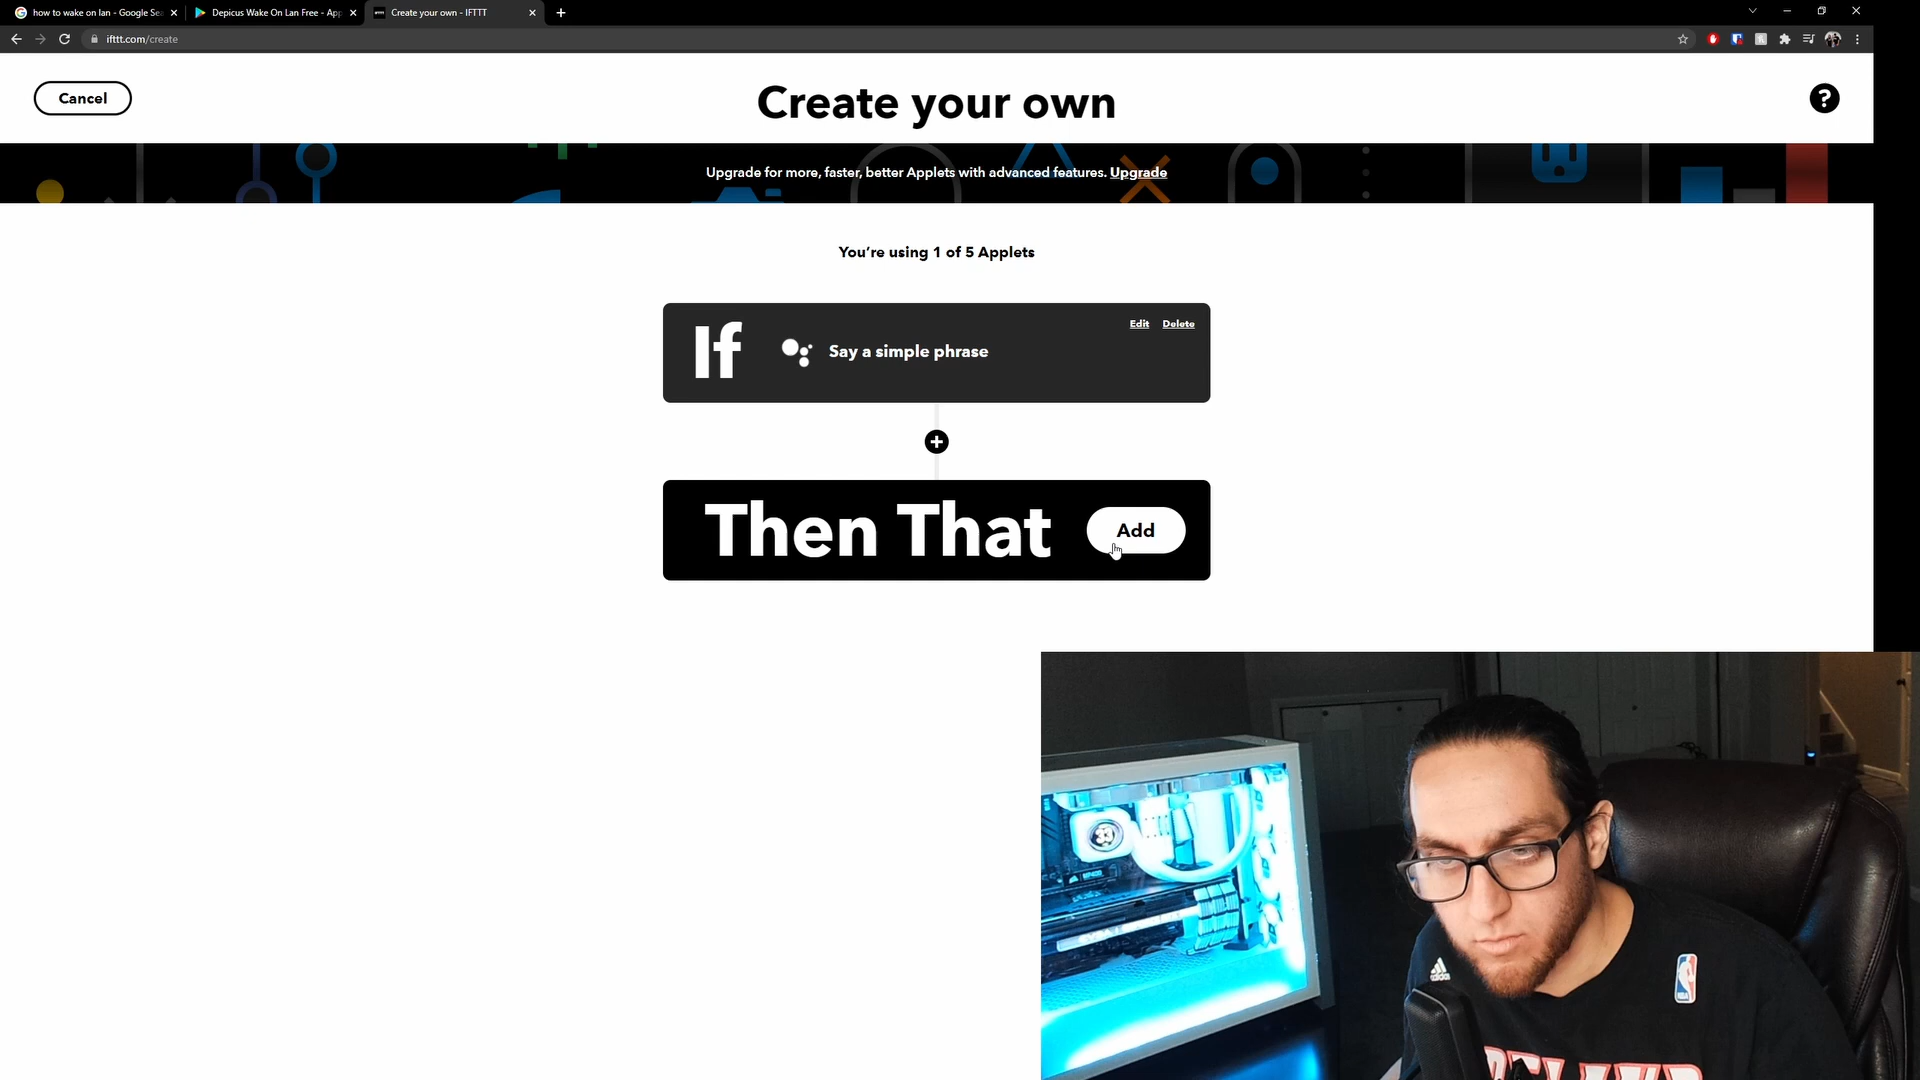 how to wake on lan - Google Sea
Depicus Wake On Lan Free - App
Create your own - IFTTT
ifttt.com/create
Cancel
Create your own
?
Upgrade for more, faster, better Applets with advanced features. Upgrade
You're using 1 of 5 Applets
If
Say a simple phrase
Edit
Delete
Then That
Add